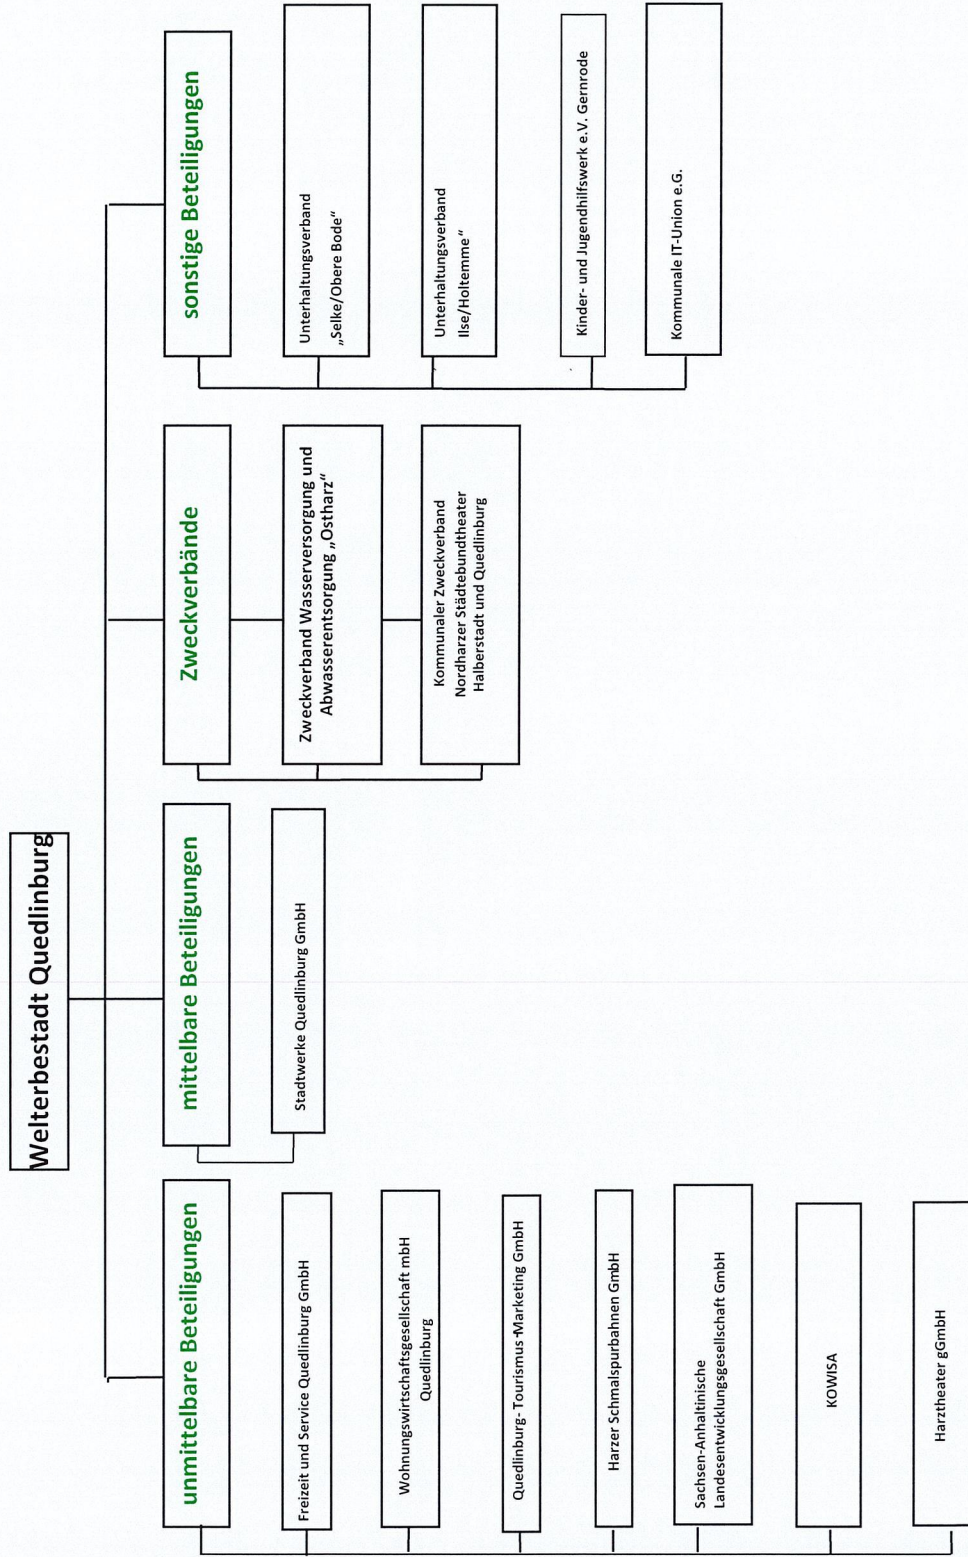 Welterbestadt Quedlinburg
unmittelbare Beteiligungen
Freizeit und Service Quedlinburg GmbH
Wohnungswirtschaftsgesellschaft mbH
Quedlinburg
Quedlinburg- Tourismus-Marketing GmbH
Harzer Schmalspurbahnen GmbH
Sachsen-Anhaltinische
Landesentwicklungsgesellschaft GmbH
KOWISA
Harztheater gGmbH
mittelbare Beteiligungen
Stadtwerke Quedlinburg GmbH
Zweckverbände
Zweckverband Wasserversorgung und
Abwasserentsorgung „Ostharz“
Kommunaler Zweckverband
Nordharzer Städtebundtheater
Halberstadt und Quedlinburg
sonstige Beteiligungen
Unterhaltungsverband
„Selke/Obere Bode“
Unterhaltungsverband
Ilse/Holtemme“
Kinder- und Jugendhilfswerk e.V. Gernrode
Kommunale IT-Union e.G.